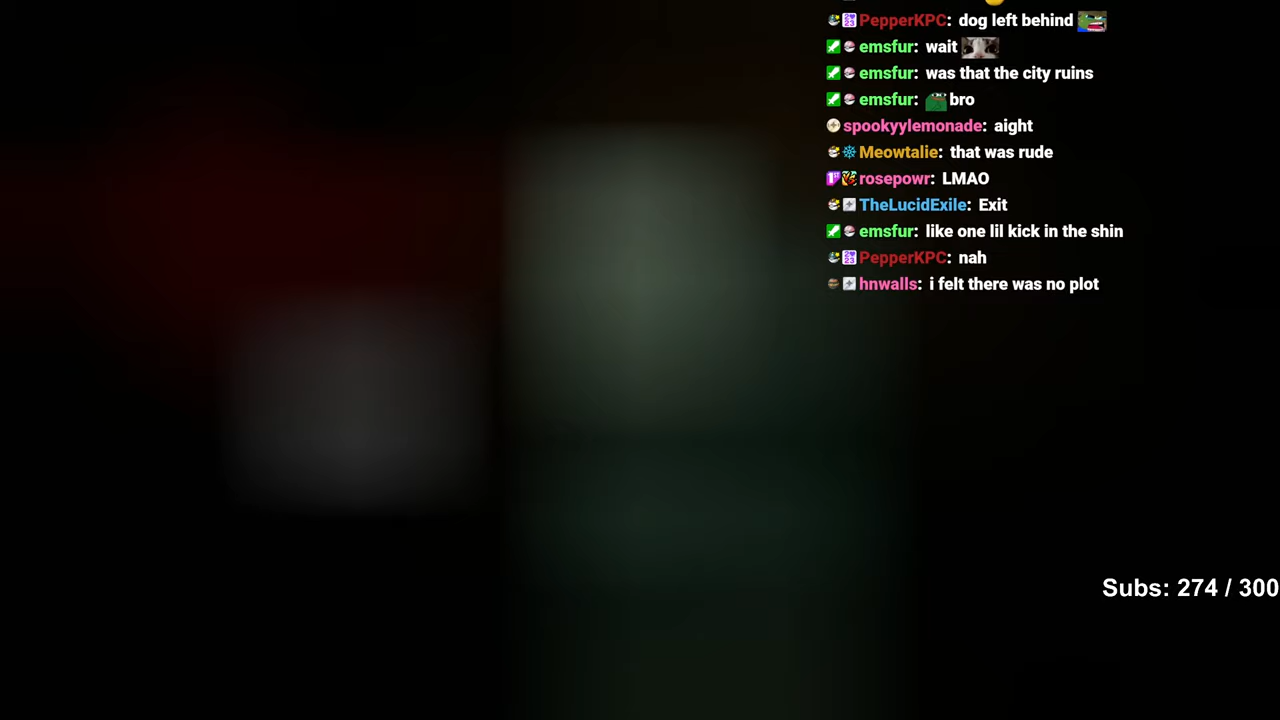 PepperKPC: dog left behind
emsfur: wait
emsfur: was that the city ruins
emsfur: bro
spookyylemonade: aight
Meowtalie: that was rude
rosepowr: LMAO
TheLucidExile: Exit
emsfur: like one lil kick in the shin
PepperKPC: nah
hnwalls: i felt there was no plot
Subs: 274 / 300